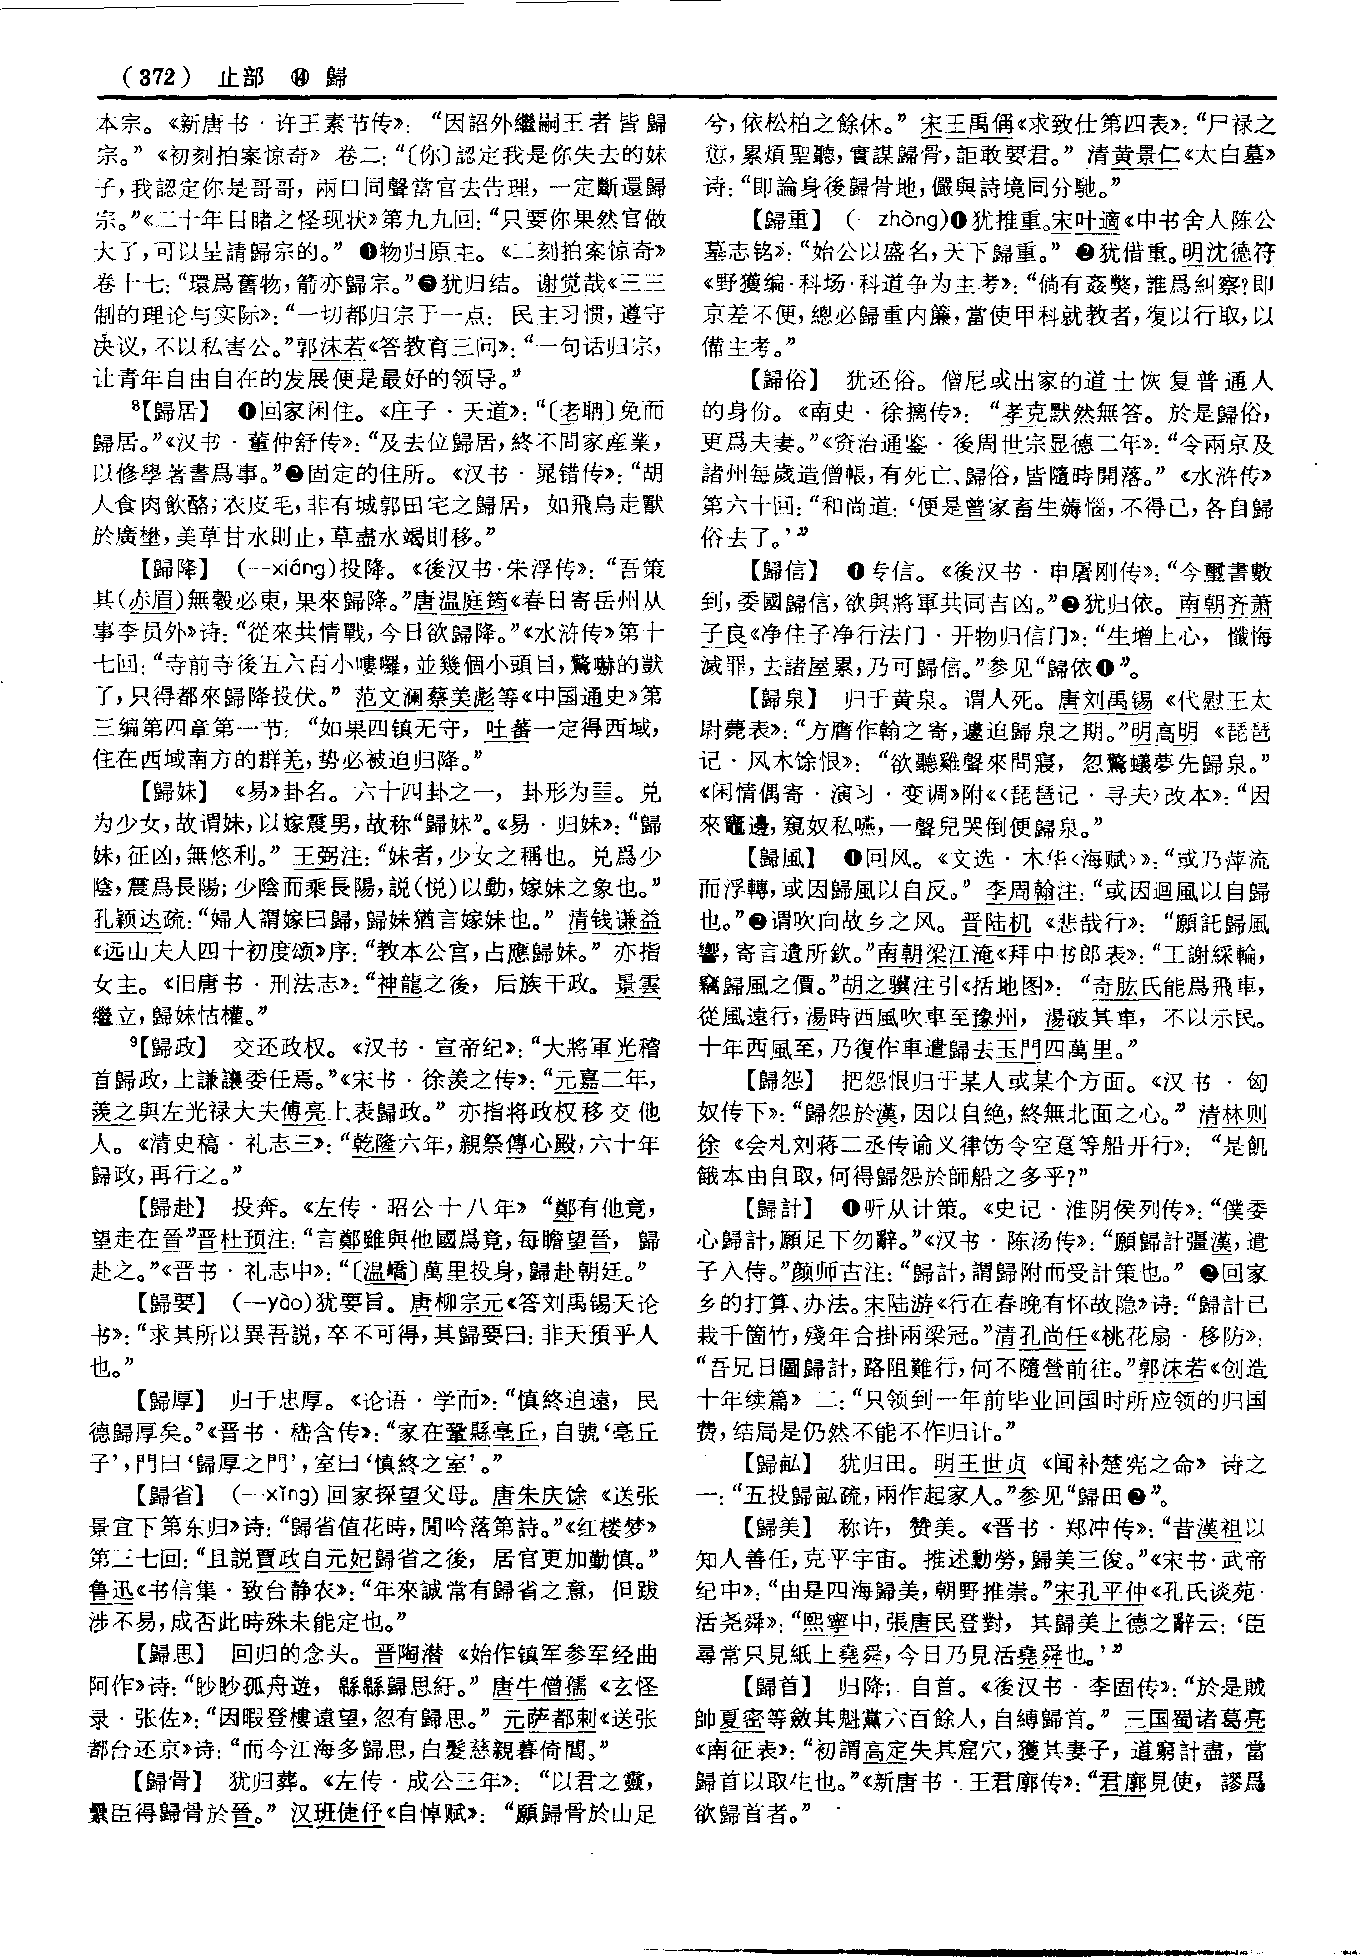 (372) 止部 ⑭ 歸
本宗。《新唐书·许王素节传》：“因詔外繼嗣王者皆歸
宗。”《初刻拍案惊奇》卷二：“〔你〕認定我是你失去的妹
子，我認定你是哥哥，兩口同聲當官去告理，一定斷還歸
宗。”《二十年目睹之怪现状》第九九回：“只要你果然官做
大了，可以呈請歸宗的。”❹物归原主。《二刻拍案惊奇》
卷十七：“環爲舊物，箭亦歸宗。”❺犹归结。谢觉哉《三三
制的理论与实际》：“一切都归宗于一点：民主习惯，遵守
决议，不以私害公。”郭沫若《答教育三问》：“一句话归宗，
让青年自由自在的发展便是最好的领导。”
⁸【歸居】 ❶回家闲住。《庄子·天道》：“〔老聃〕免而
歸居。”《汉书·董仲舒传》：“及去位歸居，終不問家産業，
以修學著書爲事。”❷固定的住所。《汉书·晁错传》：“胡
人食肉飲酪，衣皮毛，非有城郭田宅之歸居，如飛鳥走獸
於廣壄，美草甘水則止，草盡水竭則移。”
【歸降】 (—xiáng)投降。《後汉书·朱浮传》：“吾策
其(赤眉)無穀必東，果來歸降。”唐温庭筠《春日寄岳州从
事李员外》诗：“從來共情戰，今日欲歸降。”《水浒传》第十
七回：“寺前寺後五六百小嘍囉，並幾個小頭目，驚嚇的獃
了，只得都來歸降投伏。”范文澜蔡美彪等《中国通史》第
三编第四章第一节：“如果四镇无守，吐蕃一定得西域，
住在西域南方的群羌，势必被迫归降。”
【歸妹】 《易》卦名。六十四卦之一，卦形为䷵。兑
为少女，故谓妹，以嫁震男，故称“歸妹”。《易·归妹》：“歸
妹，征凶，無攸利。”王弼注：“妹者，少女之稱也。兑爲少
陰，震爲長陽；少陰而乘長陽，説(悦)以動，嫁妹之象也。”
孔颖达疏：“婦人謂嫁曰歸，歸妹猶言嫁妹也。”清钱谦益
《远山夫人四十初度颂》序：“教本公宫，占應歸妹。”亦指
女主。《旧唐书·刑法志》：“神龍之後，后族干政。景雲
繼立，歸妹怙權。”
⁹【歸政】 交还政权。《汉书·宣帝纪》：“大將軍光稽
首歸政，上謙讓委任焉。”《宋书·徐羡之传》：“元嘉二年，
羨之與左光禄大夫傅亮上表歸政。”亦指将政权移交他
人。《清史稿·礼志三》：“乾隆六年，親祭傳心殿，六十年
歸政，再行之。”
【歸赴】 投奔。《左传·昭公十八年》“鄭有他竟，
望走在晉”晋杜预注：“言鄭雖與他國爲竟，每瞻望晉，歸
赴之。”《晋书·礼志中》：“〔温嶠〕萬里投身，歸赴朝廷。”
【歸要】 (—yào)犹要旨。唐柳宗元《答刘禹锡天论
书》：“求其所以異吾説，卒不可得，其歸要曰：非天預乎人
也。”
【歸厚】 归于忠厚。《论语·学而》：“慎終追遠，民
德歸厚矣。”《晋书·嵇含传》：“家在鞏縣亳丘，自號‘亳丘
子’，門曰‘歸厚之門’，室曰‘慎終之室’。”
【歸省】 (—xǐng)回家探望父母。唐朱庆馀《送张
景宣下第东归》诗：“歸省值花時，閒吟落第詩。”《红楼梦》
第三七回：“且説賈政自元妃歸省之後，居官更加勤慎。”
鲁迅《书信集·致台静农》：“年來誠常有歸省之意，但跋
涉不易，成否此時殊未能定也。”
【歸思】 回归的念头。晋陶潜《始作镇军参军经曲
阿作》诗：“眇眇孤舟遊，緜緜歸思紆。”唐牛僧孺《玄怪
录·张佐》：“因暇登樓遠望，忽有歸思。”元萨都剌《送张
都台还京》诗：“而今江海多歸思，白髮慈親暮倚閭。”
【歸骨】 犹归葬。《左传·成公三年》：“以君之靈，
纍臣得歸骨於晉。”汉班倢伃《自悼赋》：“願歸骨於山足
兮，依松柏之餘休。”宋王禹偁《求致仕第四表》：“尸禄之
愆，累煩聖聽，實謀歸骨，詎敢要君。”清黄景仁《太白墓》
诗：“即論身後歸骨地，儼與詩境同分馳。”
【歸重】 (—zhòng)❶犹推重。宋叶適《中书舍人陈公
墓志铭》：“始公以盛名，天下歸重。”❷犹借重。明沈德符
《野獲编·科场·科道争为主考》：“倘有姦獘，誰爲糾察？即
京差不便，總必歸重内簾，當使甲科就教者，復以行取，以
備主考。”
【歸俗】 犹还俗。僧尼或出家的道士恢复普通人
的身份。《南史·徐摛传》：“孝克默然無答。於是歸俗，
更爲夫妻。”《资治通鉴·後周世宗显德二年》：“令兩京及
諸州每歲造僧帳，有死亡、歸俗，皆隨時開落。”《水浒传》
第六十回：“和尚道：‘便是曾家畜生薅惱，不得已，各自歸
俗去了。’”
【歸信】 ❶专信。《後汉书·申屠刚传》：“今璽書數
到，委國歸信，欲與將軍共同吉凶。”❷犹归依。南朝齐萧
子良《净住子净行法门·开物归信门》：“生增上心，懺悔
滅罪，去諸屋累，乃可歸信。”参见“歸依❶”。
【歸泉】 归于黄泉。谓人死。唐刘禹锡《代慰王太
尉薨表》：“方膺作翰之寄，遽迫歸泉之期。”明高明《琵琶
记·风木馀恨》：“欲聽雞聲來問寢，忽驚蟻夢先歸泉。”
《闲情偶寄·演习·变调》附《〈琵琶记·寻夫〉改本》：“因
來竈邊，窺奴私嚥，一聲兒哭倒便歸泉。”
【歸風】 ❶回风。《文选·木华〈海赋〉》：“或乃萍流
而浮轉，或因歸風以自反。”李周翰注：“或因迴風以自歸
也。”❷谓吹向故乡之风。晋陆机《悲哉行》：“願託歸風
響，寄言遺所欽。”南朝梁江淹《拜中书郎表》：“工謝綵輪，
竊歸風之價。”胡之骥注引《括地图》：“奇肱氏能爲飛車，
從風遠行，湯時西風吹車至豫州，湯破其車，不以示民。
十年西風至，乃復作車遣歸去玉門四萬里。”
【歸怨】 把怨恨归于某人或某个方面。《汉书·匈
奴传下》：“歸怨於漢，因以自絶，終無北面之心。”清林则
徐《会札刘蒋二丞传谕义律饬令空趸等船开行》：“是飢
餓本由自取，何得歸怨於師船之多乎？”
【歸計】 ❶听从计策。《史记·淮阴侯列传》：“僕委
心歸計，願足下勿辭。”《汉书·陈汤传》：“願歸計彊漢，遣
子入侍。”颜师古注：“歸計，謂歸附而受計策也。”❷回家
乡的打算、办法。宋陆游《行在春晚有怀故隐》诗：“歸計已
栽千箇竹，殘年合掛兩梁冠。”清孔尚任《桃花扇·移防》：
“吾兄日圖歸計，路阻難行，何不隨營前往。”郭沫若《创造
十年续篇》二：“只领到一年前毕业回国时所应领的归国
费，结局是仍然不能不作归计。”
【歸畝】 犹归田。明王世贞《闻补楚宪之命》诗之
一：“五投歸畝疏，兩作起家人。”参见“歸田❷”。
【歸美】 称许，赞美。《晋书·郑冲传》：“昔漢祖以
知人善任，克平宇宙。推述勳勞，歸美三俊。”《宋书·武帝
纪中》：“由是四海歸美，朝野推崇。”宋孔平仲《孔氏谈苑·
活尧舜》：“熙寧中，張唐民登對，其歸美上德之辭云：‘臣
尋常只見紙上堯舜，今日乃見活堯舜也。’”
【歸首】 归降；自首。《後汉书·李固传》：“於是賊
帥夏密等斂其魁黨六百餘人，自縛歸首。”三国蜀诸葛亮
《南征表》：“初謂高定失其窟穴，獲其妻子，道窮計盡，當
歸首以取生也。”《新唐书·王君廓传》：“君廓見使，謬爲
欲歸首者。”